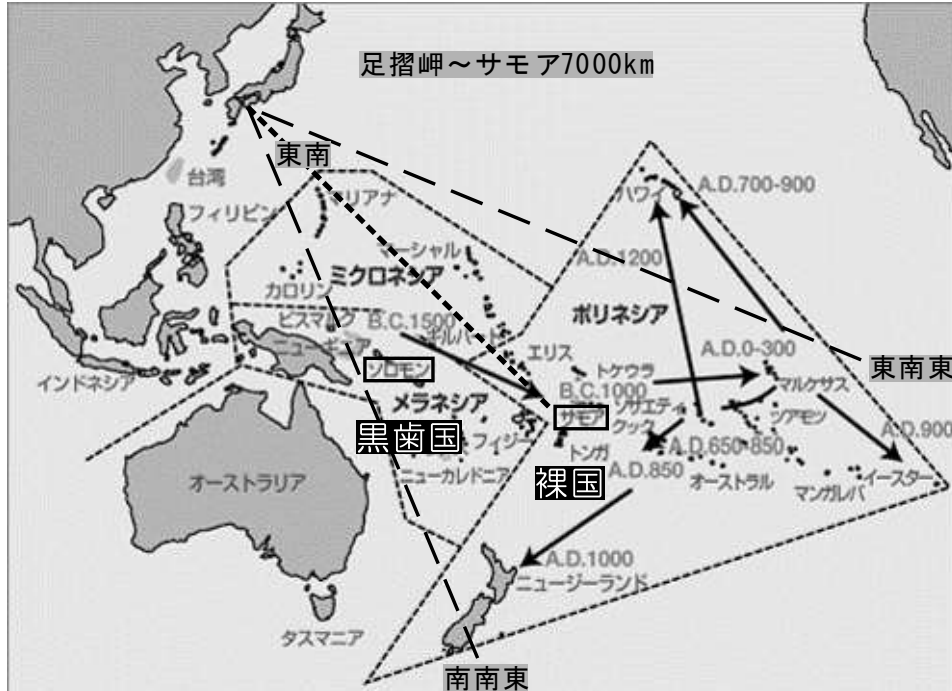 足摺岬～サモア7000km
東南
台湾
フィリピン
マリアナ
ハワイ
A.D.700-900
マーシャル
A.D.1200
ミクロネシア
カロリン
ポリネシア
ビスマルク
B.C.1500
ギルバート
ニューギニア
エリス
A.D.0-300
東南東
インドネシア
ソロモン
トケウラ
マルケサス
B.C.1000
メラネシア
サモア
ソサエティ
ツアモツ
黒歯国
フィジー
クック
A.D.900
トンガ
A.D.650-850
オーストラリア
ニューカレドニア
裸国
A.D.850
オーストラル
マンガレバ
イースター
A.D.1000
ニュージーランド
タスマニア
南南東